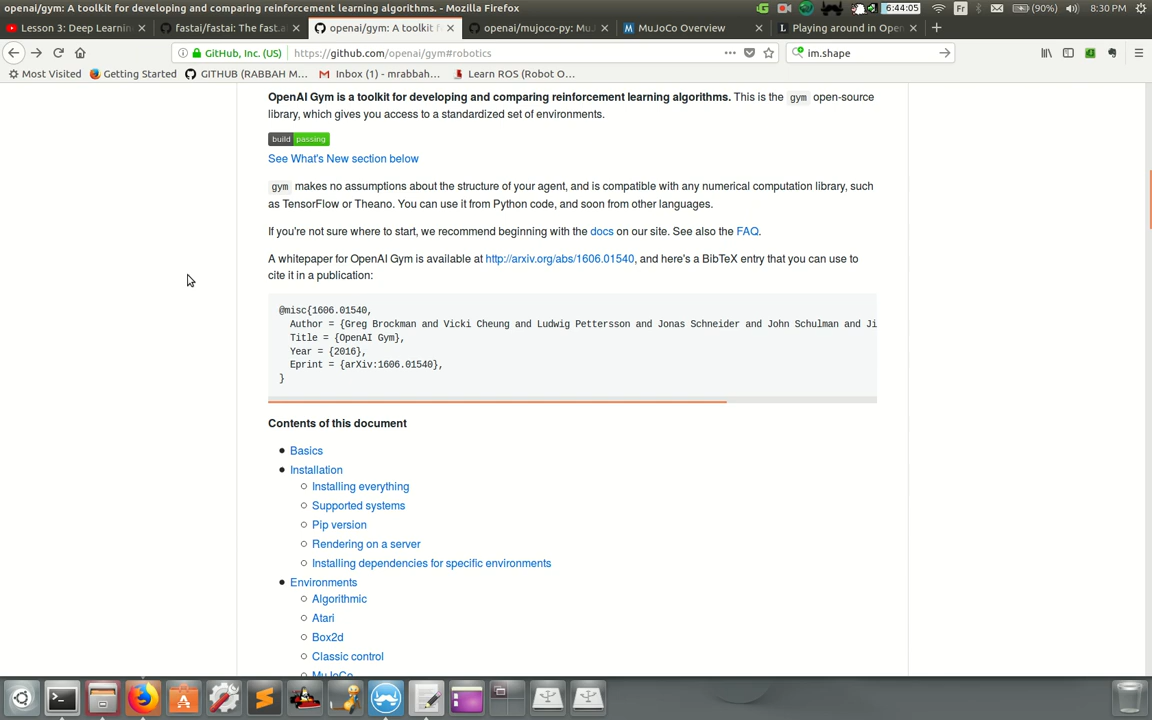 openai/gym: A toolkit for developing and comparing reinforcement learning algorithms. - Mozilla Firefox
6:44:05
Fr
(90%)
8:30 PM
Lesson 3: Deep Learnin
fastai/fastai: The fast.a
openai/gym: A toolkit
openai/mujoco-py: Mu
MuJoCo Overview
Playing around in Open
GitHub, Inc. (US)
https://github.com/openai/gym#robotics
im.shape
Most Visited
Getting Started
GITHUB (RABBAH M...
Inbox (1) - mrabbah...
Learn ROS (Robot O...
OpenAI Gym is a toolkit for developing and comparing reinforcement learning algorithms. This is the gym open-source
library, which gives you access to a standardized set of environments.
build passing
See What's New section below
gym makes no assumptions about the structure of your agent, and is compatible with any numerical computation library, such
as TensorFlow or Theano. You can use it from Python code, and soon from other languages.
If you're not sure where to start, we recommend beginning with the docs on our site. See also the FAQ.
A whitepaper for OpenAI Gym is available at http://arxiv.org/abs/1606.01540, and here's a BibTeX entry that you can use to
cite it in a publication:
@misc{1606.01540,
Author = {Greg Brockman and Vicki Cheung and Ludwig Pettersson and Jonas Schneider and John Schulman and Ji
Title = {OpenAI Gym},
Year = {2016},
Eprint = {arXiv:1606.01540},
}
Contents of this document
Basics
Installation
Installing everything
Supported systems
Pip version
Rendering on a server
Installing dependencies for specific environments
Environments
Algorithmic
Atari
Box2d
Classic control
MuJoCo